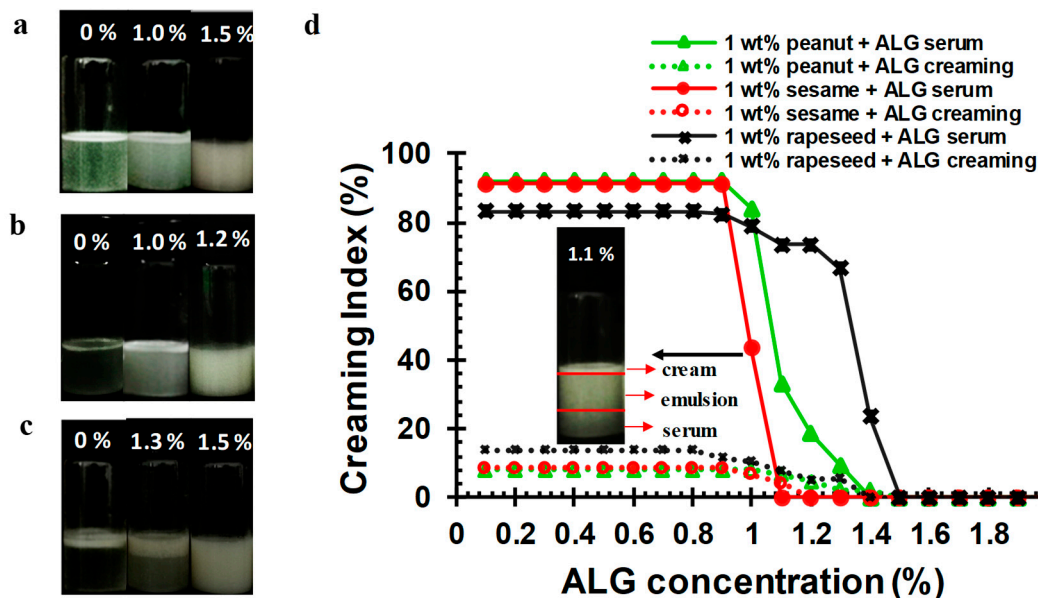 a
0 % 1.0 % 1.5 %
b
0 % 1.0 % 1.2 %
c
0 % 1.3 % 1.5 %
d
1 wt% peanut + ALG serum
1 wt% peanut + ALG creaming
1 wt% sesame + ALG serum
1 wt% sesame + ALG creaming
1 wt% rapeseed + ALG serum
1 wt% rapeseed + ALG creaming
Creaming Index (%)
100
80
60
40
20
0
1.1 %
cream
emulsion
serum
0 0.2 0.4 0.6 0.8 1 1.2 1.4 1.6 1.8
ALG concentration (%)